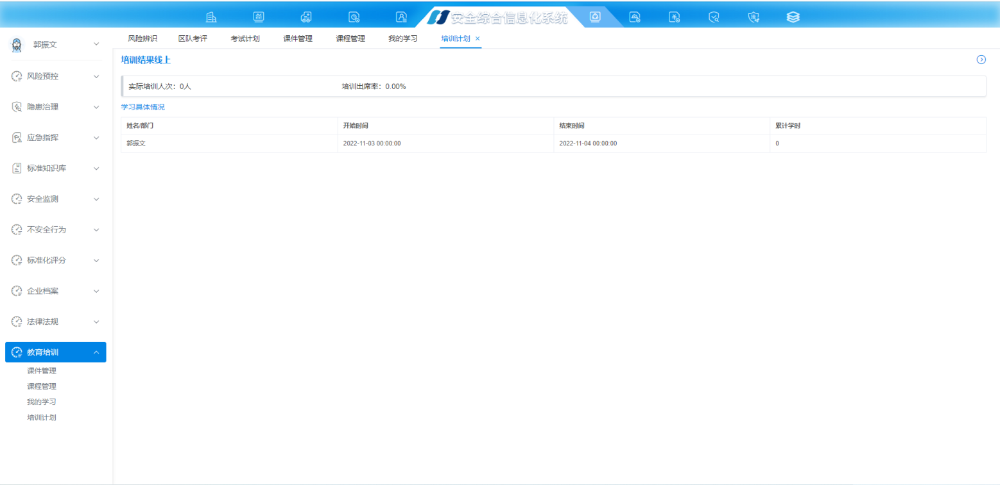 安全综合信息化系统
郭振文
风险辨识 区队考评 考试计划 课件管理 课程管理 我的学习 培训计划 ×
培训结果线上
实际培训人次：0人 培训出席率：0.00%
学习具体情况
姓名/部门 开始时间 结束时间 累计学时
郭振文 2022-11-03 00:00:00 2022-11-04 00:00:00 0
风险预控
隐患治理
应急指挥
标准知识库
安全监测
不安全行为
标准化评分
企业档案
法律法规
教育培训
课件管理
课程管理
我的学习
培训计划